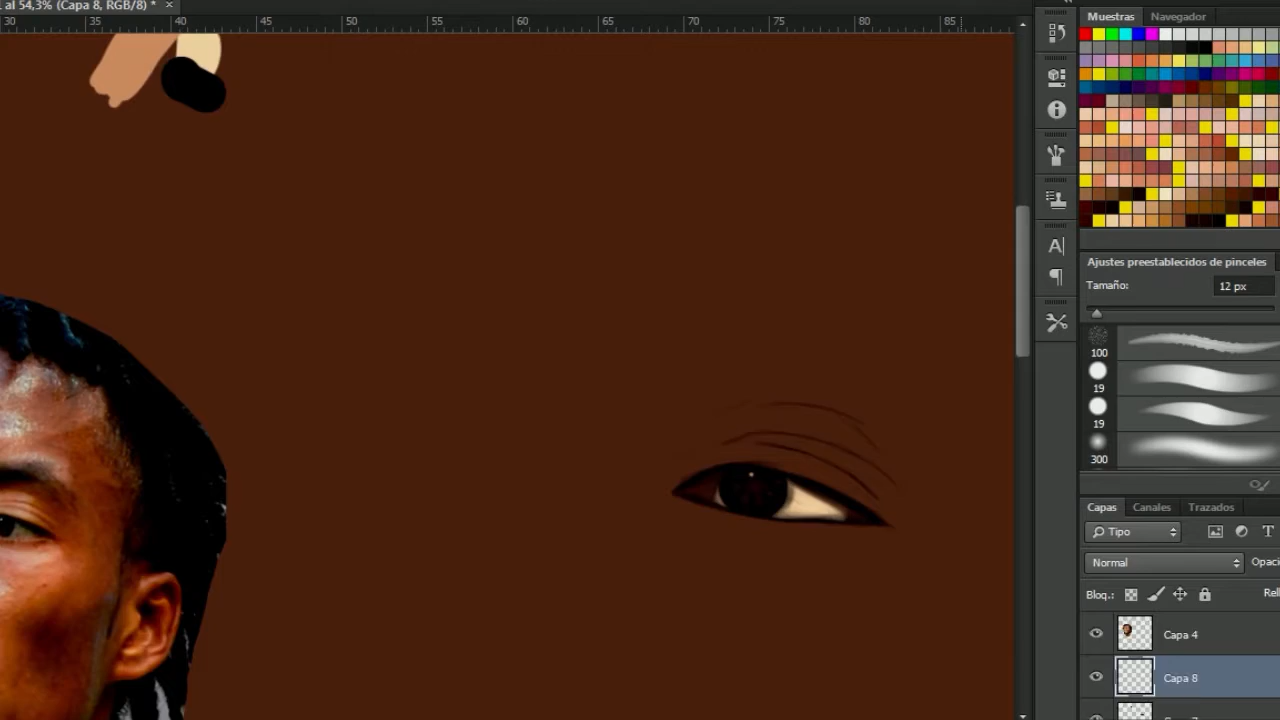 al 54,3% (Capa 8, RGB/8) * ×
30 35 40 45 50 55 60 65 70 75 80 85
Muestras Navegador
Ajustes preestablecidos de pinceles
Tamaño: 12 px
100
19
19
300
Capas Canales Trazados
Tipo
Normal
Bloq.:
Capa 4
Capa 8